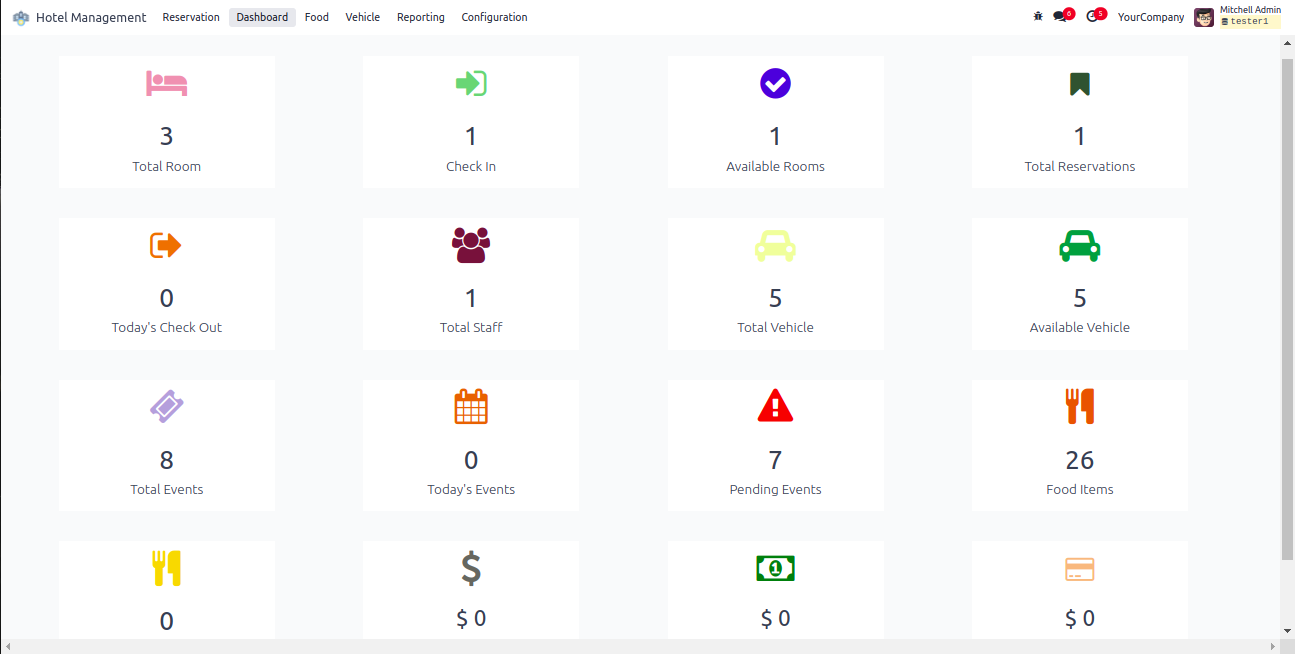 Hotel Management Reservation Dashboard Food Vehicle Reporting Configuration 6 5 YourCompany Mitchell Admin
tester1
3 1 1 1
Total Room Check In Available Rooms Total Reservations
0 1 5 5
Today's Check Out Total Staff Total Vehicle Available Vehicle
8 0 7 26
Total Events Today's Events Pending Events Food Items
1
0 $ 0 $ 0 $ 0